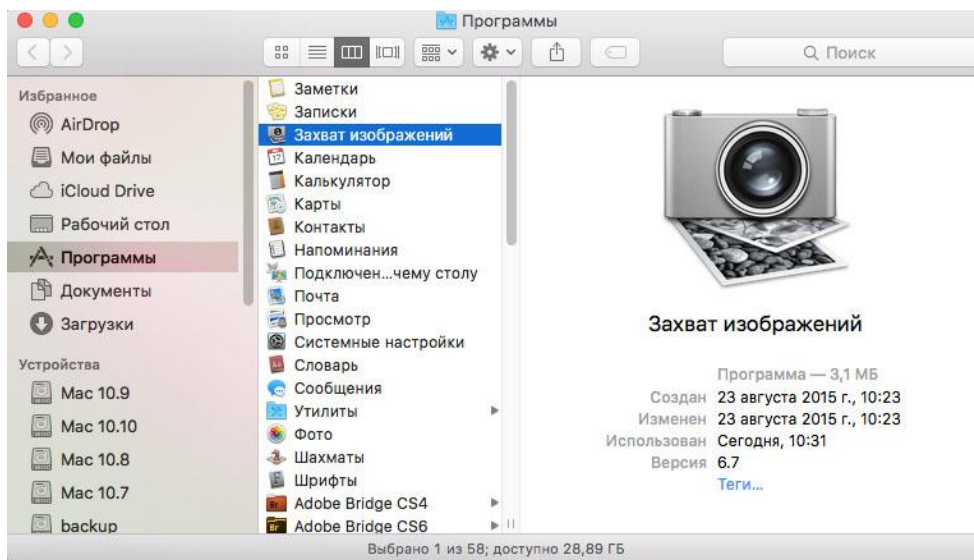 Программы
Поиск
Избранное
AirDrop
Мои файлы
iCloud Drive
Рабочий стол
Программы
Документы
Загрузки
Устройства
Mac 10.9
Mac 10.10
Mac 10.8
Mac 10.7
backup
Заметки
Записки
Захват изображений
Календарь
Калькулятор
Карты
Контакты
Напоминания
Подключен...чему столу
Почта
Просмотр
Системные настройки
Словарь
Сообщения
Утилиты
Фото
Шахматы
Шрифты
Adobe Bridge CS4
Adobe Bridge CS6
Захват изображений
Программа — 3,1 МБ
Создан 23 августа 2015 г., 10:23
Изменен 23 августа 2015 г., 10:23
Использован Сегодня, 10:31
Версия 6.7
Теги...
Выбрано 1 из 58; доступно 28,89 ГБ